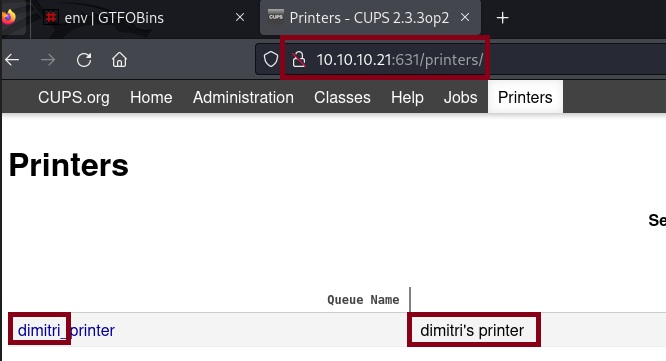 env | GTFOBins × Printers - CUPS 2.3.3op2 × +
10.10.10.21:631/printers/
CUPS.org Home Administration Classes Help Jobs Printers
Printers
Se
Queue Name
dimitri_printer dimitri's printer